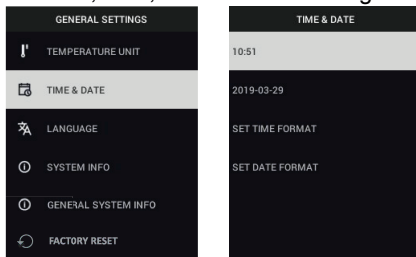 GENERAL SETTINGS
TEMPERATURE UNIT
TIME & DATE
LANGUAGE
SYSTEM INFO
GENERAL SYSTEM INFO
FACTORY RESET
TIME & DATE
10:51
2019-03-29
SET TIME FORMAT
SET DATE FORMAT